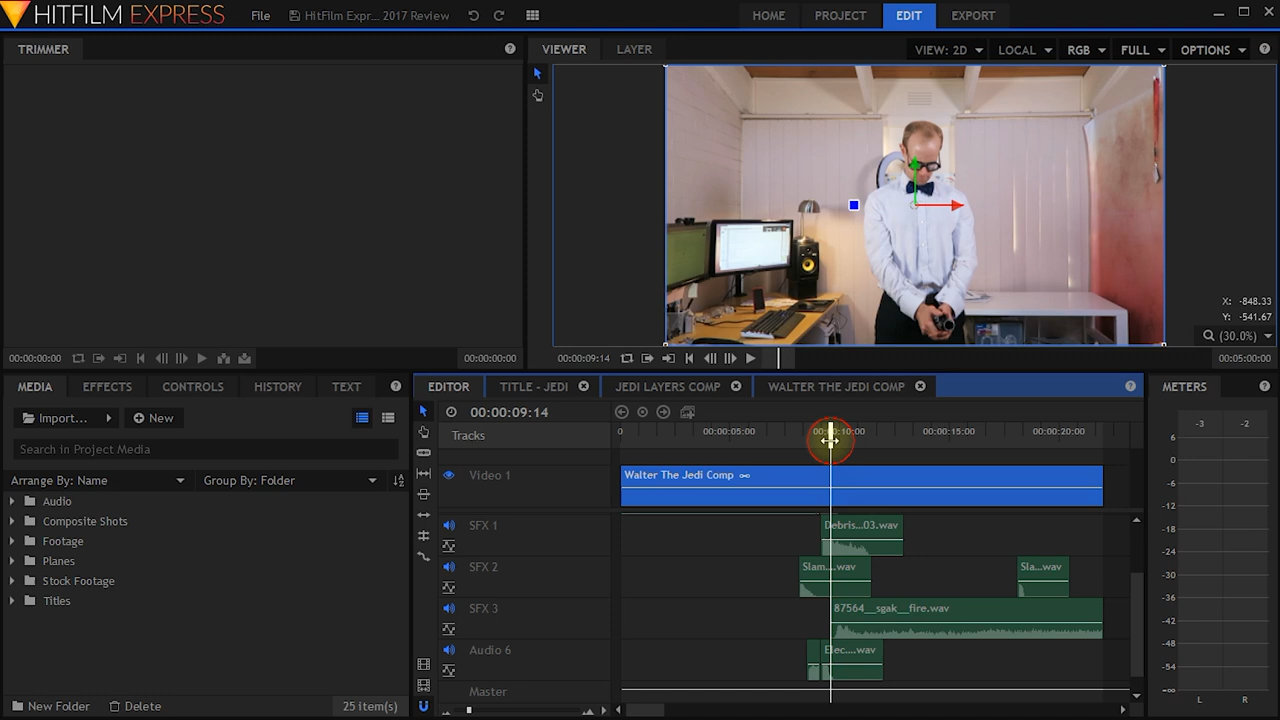 HITFILM EXPRESS
File
HitFilm Expr... 2017 Review
HOME
PROJECT
EDIT
EXPORT
TRIMMER
VIEWER
LAYER
VIEW: 2D
LOCAL
RGB
FULL
OPTIONS
X: -848.33
Y: -541.67
(30.0%)
00:00:00:00
00:00:00:00
00:00:09:14
00:05:00:00
MEDIA
EFFECTS
CONTROLS
HISTORY
TEXT
Import...
New
Search in Project Media
Arrange By: Name
Group By: Folder
Audio
Composite Shots
Footage
Planes
Stock Footage
Titles
New Folder
Delete
25 item(s)
EDITOR
TITLE - JEDI
JEDI LAYERS COMP
WALTER THE JEDI COMP
00:00:09:14
Tracks
0
00:00:05:00
00:00:10:00
00:00:15:00
00:00:20:00
Video 1
Walter The Jedi Comp
SFX 1
Debris...03.wav
SFX 2
Slam....wav
Sla...wav
SFX 3
87564__sgak__fire.wav
Audio 6
Elec....wav
Master
METERS
-3
-2
6
0
-6
-12
-18
-24
-30
-36
-42
-48
-54
-∞
L
R